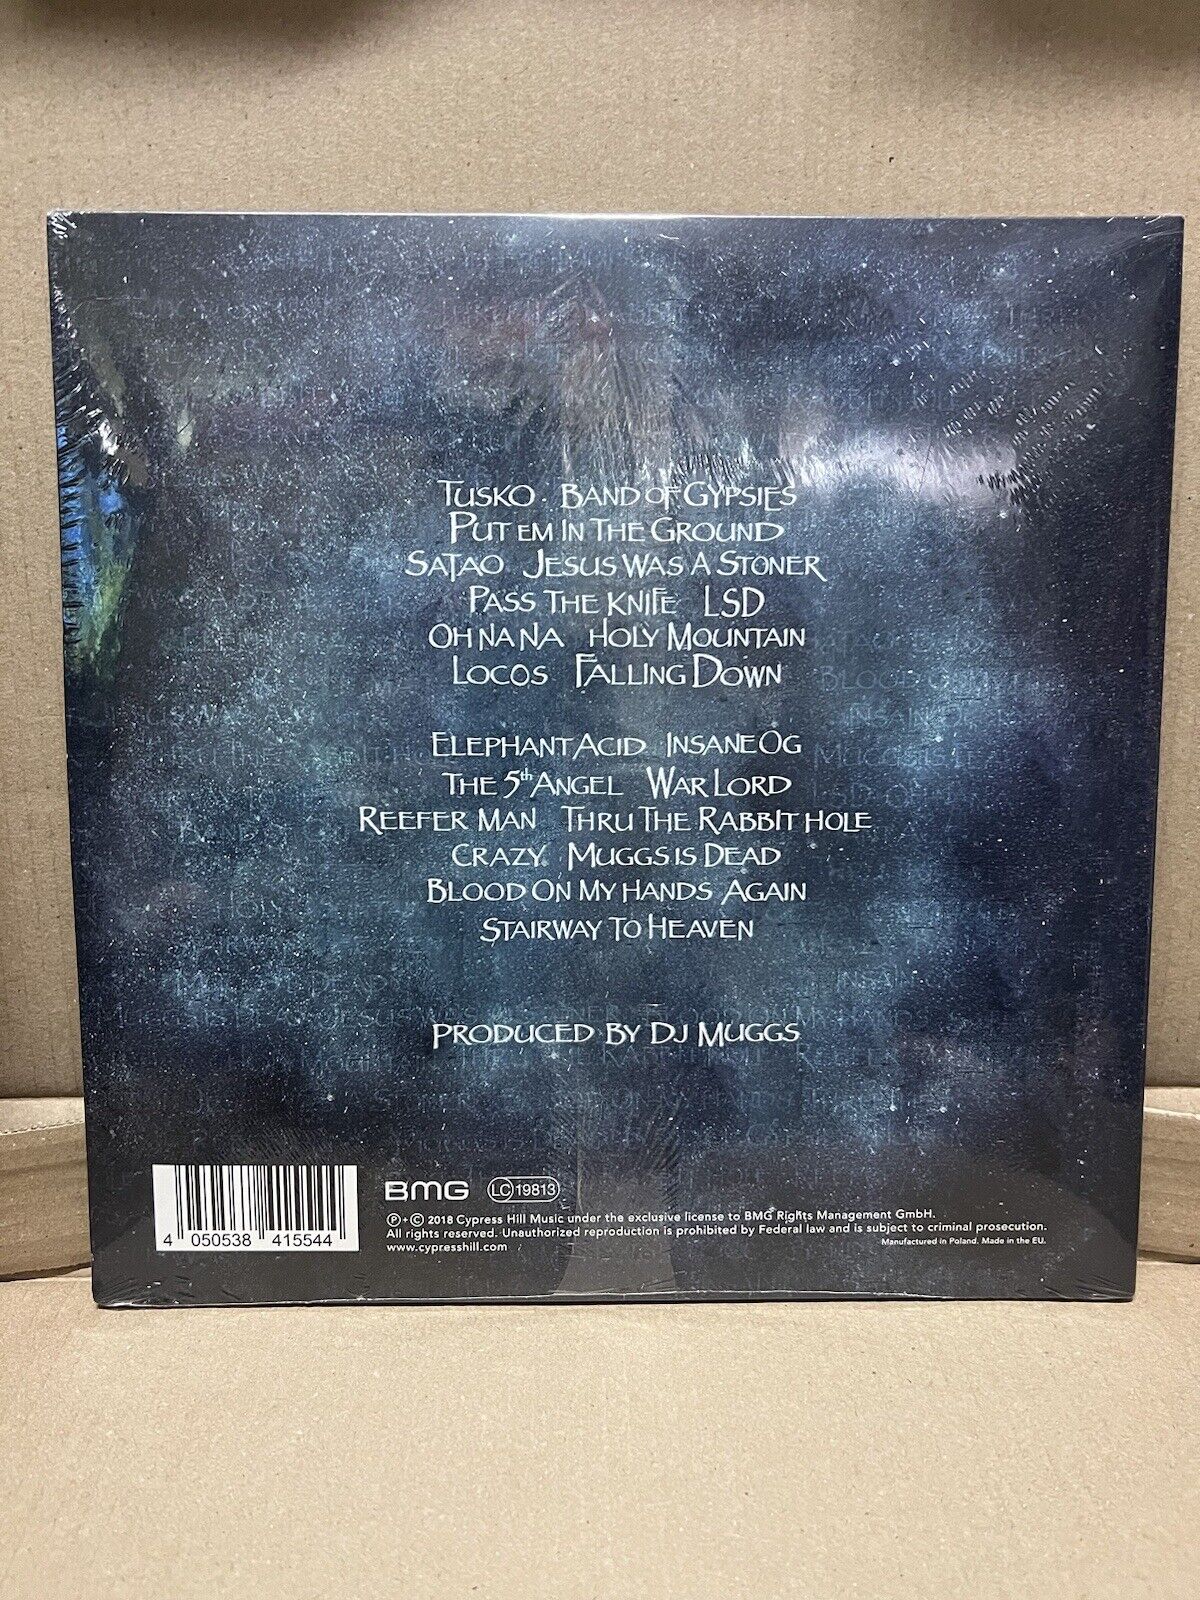 TUSKO · BAND OF GYPSIES
PUT EM IN THE GROUND
SATAO JESUS WAS A STONER
PASS THE KNIFE LSD
OH NA NA HOLY MOUNTAIN
LOCOS FALLING DOWN
ELEPHANT ACID INSANE OG
THE 5th ANGEL WAR LORD
REEFER MAN THRU THE RABBIT HOLE
CRAZY MUGGS IS DEAD
BLOOD ON MY HANDS AGAIN
STAIRWAY TO HEAVEN
PRODUCED BY DJ MUGGS
4 050538 415544
BMG LC 19813
Ⓟ+© 2018 Cypress Hill Music under the exclusive license to BMG Rights Management GmbH.
All rights reserved. Unauthorized reproduction is prohibited by Federal law and is subject to criminal prosecution.
www.cypresshill.com Manufactured in Poland. Made in the EU.